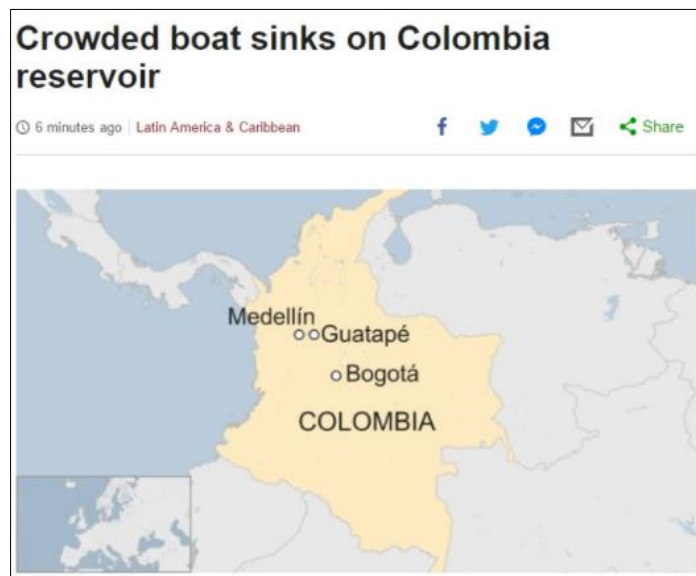 Crowded boat sinks on Colombia
reservoir
6 minutes ago Latin America & Caribbean Share
Medellín
Guatapé
Bogotá
COLOMBIA